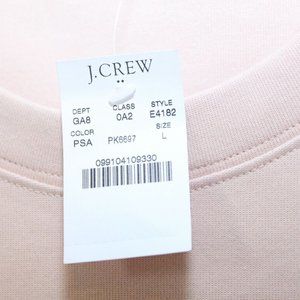 J.CREW
DEPT CLASS STYLE
GA8 0A2 E4182
COLOR SIZE
PSA PK6697 L
099104109330